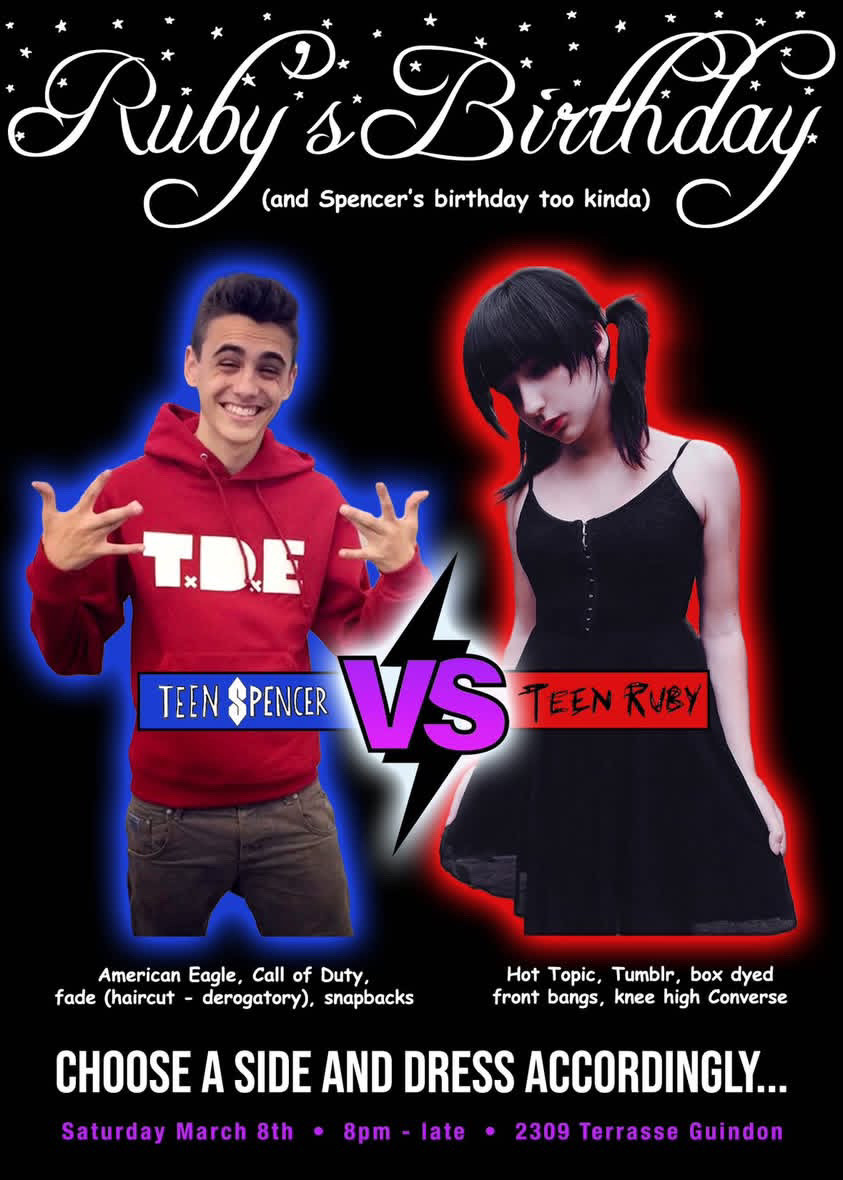 Ruby's Birthday
(and Spencer's birthday too kinda)
T.D.E
TEEN SPENCER
VS
TEEN RUBY
American Eagle, Call of Duty,
fade (haircut - derogatory), snapbacks
Hot Topic, Tumblr, box dyed
front bangs, knee high Converse
CHOOSE A SIDE AND DRESS ACCORDINGLY...
Saturday March 8th • 8pm - late • 2309 Terrasse Guindon